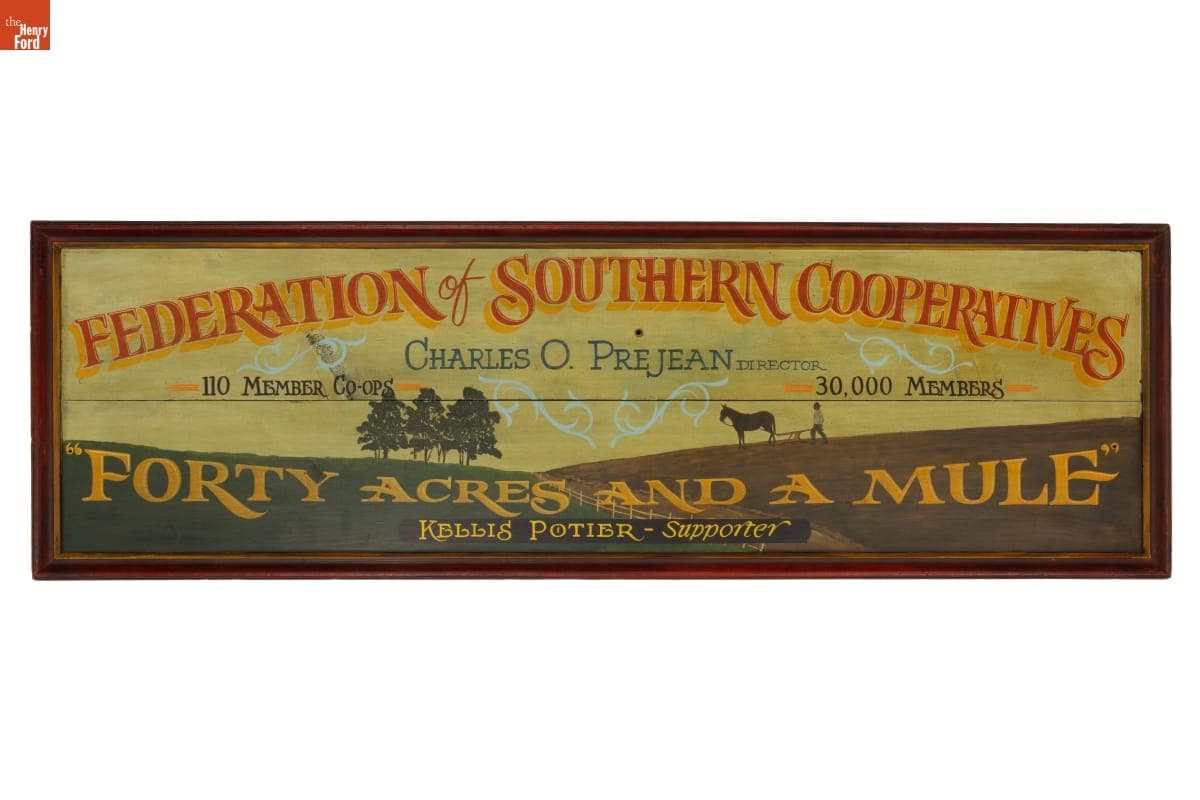 the
Henry
Ford
FEDERATION of SOUTHERN COOPERATIVES
CHARLES O. PREJEAN DIRECTOR
110 MEMBER CO-OPS
30,000 MEMBERS
"FORTY ACRES AND A MULE"
KELLIS POTIER - Supporter